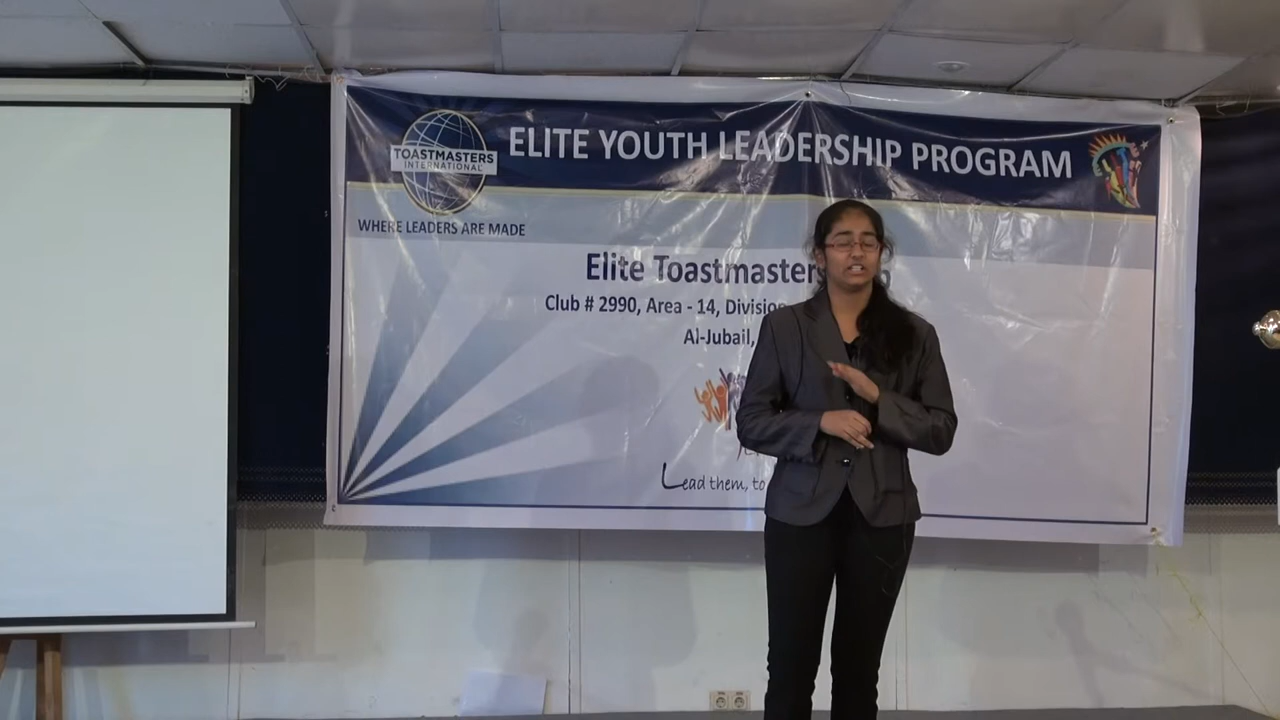 TOASTMASTERS
INTERNATIONAL
ELITE YOUTH LEADERSHIP PROGRAM
WHERE LEADERS ARE MADE
Elite Toastmasters
Club # 2990, Area - 14, Division
Al-Jubail,
Lead them, to